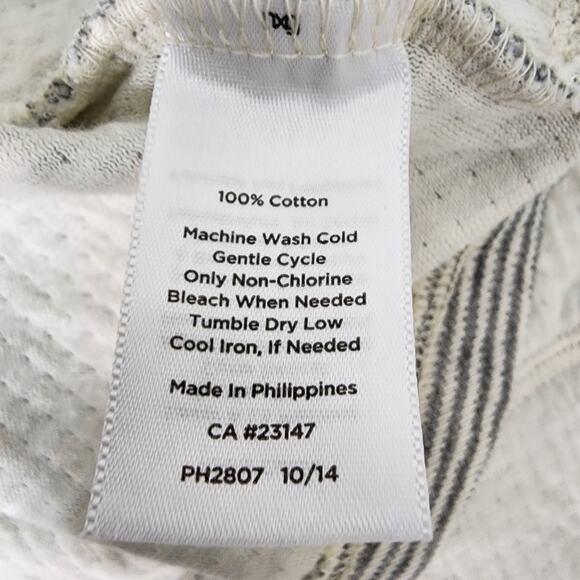 100% Cotton
Machine Wash Cold
Gentle Cycle
Only Non-Chlorine
Bleach When Needed
Tumble Dry Low
Cool Iron, If Needed
Made In Philippines
CA #23147
PH2807 10/14